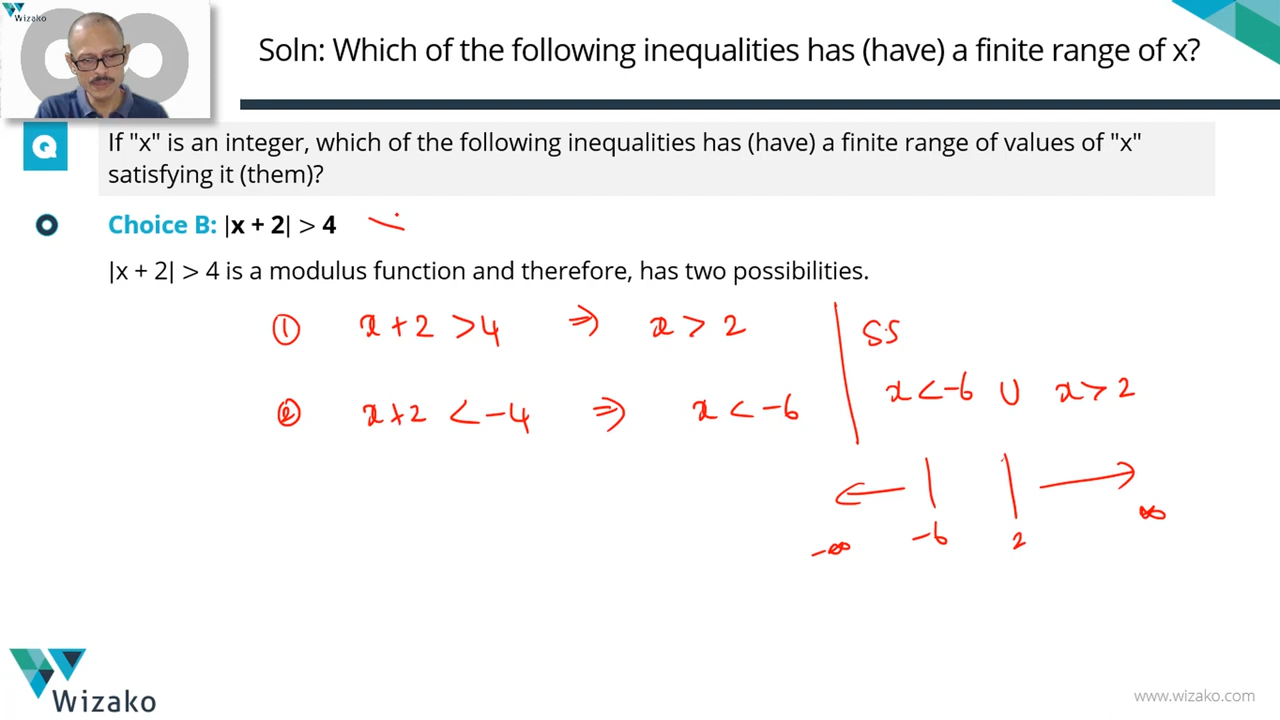 Wizako
Soln: Which of the following inequalities has (have) a finite range of x?
Q
If "x" is an integer, which of the following inequalities has (have) a finite range of values of "x"
satisfying it (them)?
Choice B: |x + 2| > 4
|x + 2| > 4 is a modulus function and therefore, has two possibilities.
① x + 2 > 4 ⇒ x > 2
② x + 2 < -4 ⇒ x < -6
SS
x < -6 ∪ x > 2
-∞ -6 2 ∞
Wizako
www.wizako.com